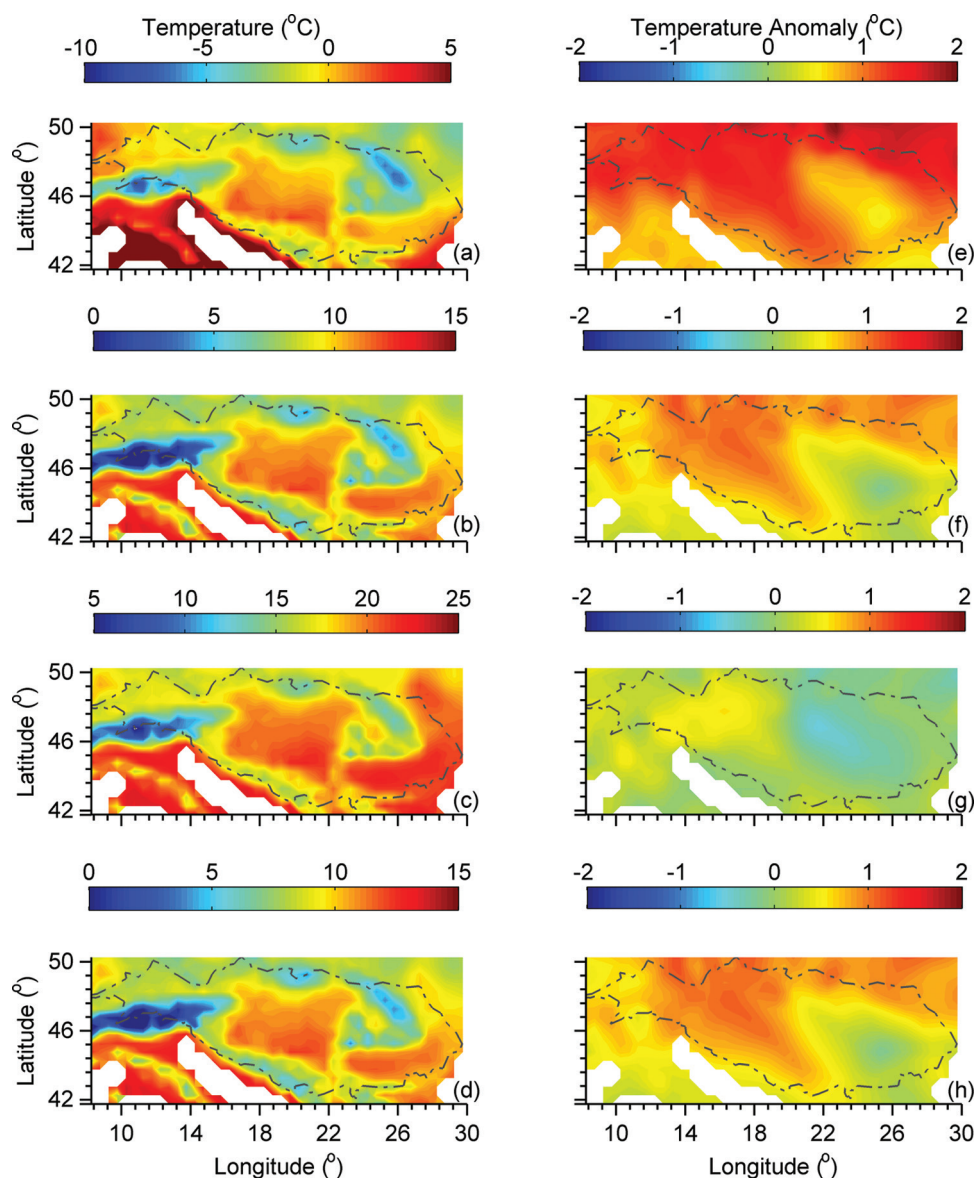 Temperature (°C)
-10 -5 0 5
Temperature Anomaly (°C)
-2 -1 0 1 2
Latitude (°)
50
46
42
(a)
(e)
0 5 10 15
-2 -1 0 1 2
Latitude (°)
50
46
42
(b)
(f)
5 10 15 20 25
-2 -1 0 1 2
Latitude (°)
50
46
42
(c)
(g)
0 5 10 15
-2 -1 0 1 2
Latitude (°)
50
46
42
(d)
(h)
10 14 18 22 26 30
10 14 18 22 26 30
Longitude (°)
Longitude (°)